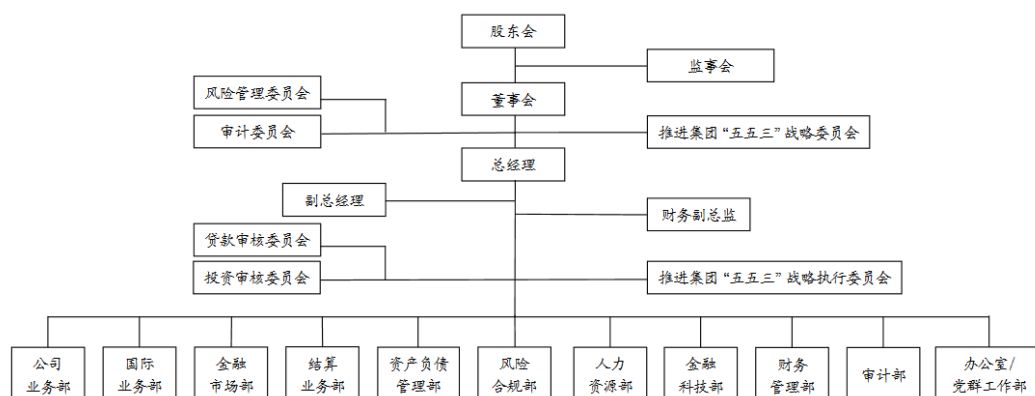 股东会
监事会
风险管理委员会
董事会
审计委员会
推进集团“五五三”战略委员会
总经理
副总经理
财务副总监
贷款审核委员会
投资审核委员会
推进集团“五五三”战略执行委员会
公司
业务部
国际
业务部
金融
市场部
结算
业务部
资产负债
管理部
风险
合规部
人力
资源部
金融
科技部
财务
管理部
审计部
办公室/
党群工作部